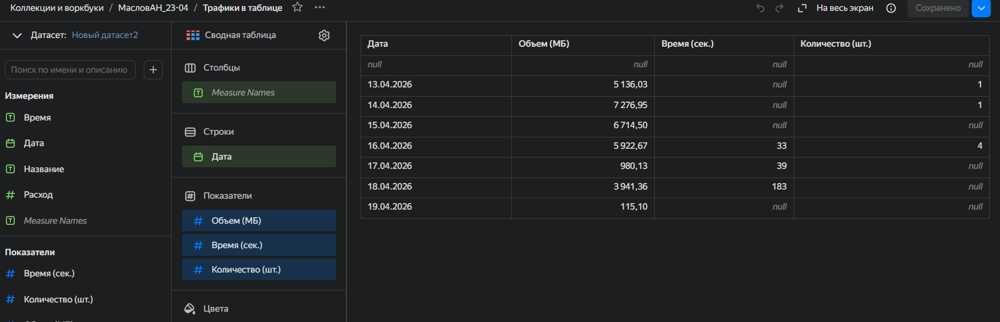 Коллекции и воркбуки / МасловАН_23-04 / Трафики в таблице
На весь экран
Сохранено
Датасет: Новый датасет2
Поиск по имени и описанию
Измерения
Время
Дата
Название
Расход
Measure Names
Показатели
Время (сек.)
Количество (шт.)
Сводная таблица
Столбцы
Measure Names
Строки
Дата
Показатели
Объем (МБ)
Время (сек.)
Количество (шт.)
Цвета
Дата Объем (МБ) Время (сек.) Количество (шт.)
null null null null
13.04.2026 5 136,03 null 1
14.04.2026 7 276,95 null 1
15.04.2026 6 714,50 null null
16.04.2026 5 922,67 33 4
17.04.2026 980,13 39 null
18.04.2026 3 941,36 183 null
19.04.2026 115,10 null null